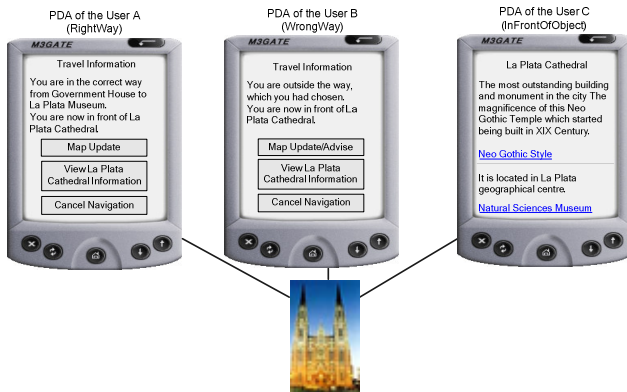 PDA of the User A
(RightWay)
M3GATE
Travel Information
You are in the correct way
from Government House to
La Plata Museum.
You are now in front of La
Plata Cathedral.
Map Update
View La Plata
Cathedral Information
Cancel Navigation
PDA of the User B
(WrongWay)
M3GATE
Travel Information
You are outside the way,
which you had chosen.
You are now in front of La
Plata Cathedral.
Map Update/Advise
View La Plata
Cathedral Information
Cancel Navigation
PDA of the User C
(InFrontOfObject)
M3GATE
La Plata Cathedral
The most outstanding building
and monument in the city The
magnificence of this Neo
Gothic Temple which started
being built in XIX Century.
Neo Gothic Style
It is located in La Plata
geographical centre.
Natural Sciences Museum